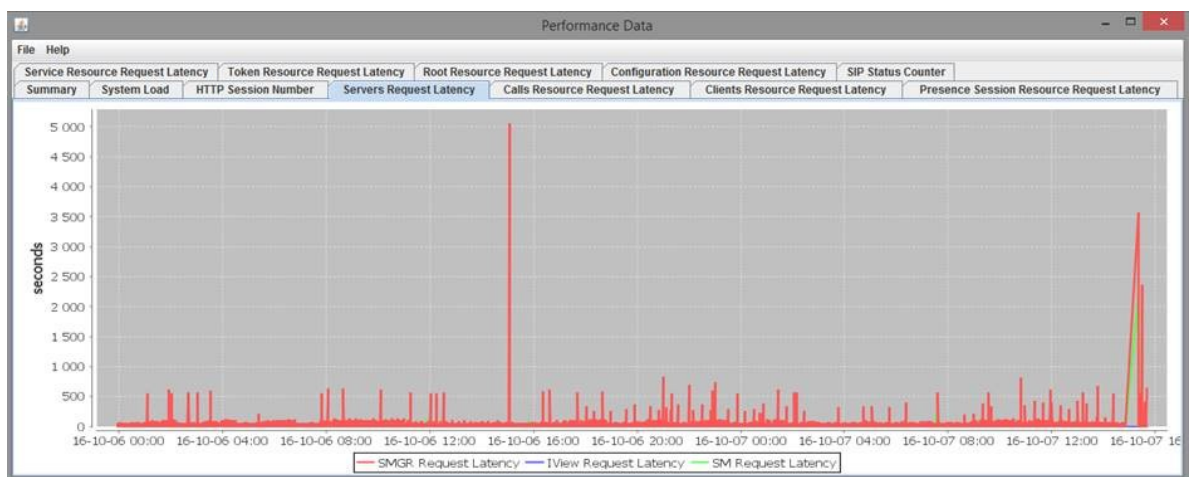 Performance Data
File Help
Service Resource Request Latency Token Resource Request Latency Root Resource Request Latency Configuration Resource Request Latency SIP Status Counter
Summary System Load HTTP Session Number Servers Request Latency Calls Resource Request Latency Clients Resource Request Latency Presence Session Resource Request Latency
5 000
4 500
4 000
3 500
3 000
2 500
2 000
1 500
1 000
500
0
seconds
16-10-06 00:00 16-10-06 04:00 16-10-06 08:00 16-10-06 12:00 16-10-06 16:00 16-10-06 20:00 16-10-07 00:00 16-10-07 04:00 16-10-07 08:00 16-10-07 12:00 16-10-07 16
SMGR Request Latency IView Request Latency SM Request Latency